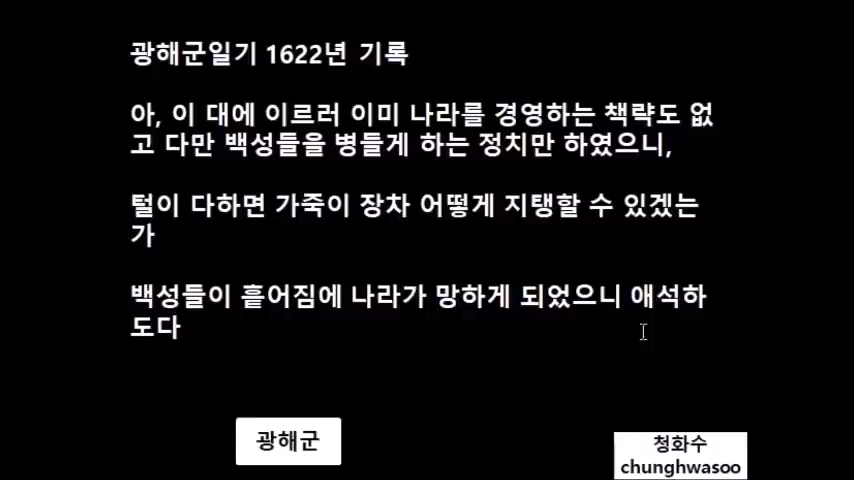 광해군일기 1622년 기록
아, 이 대에 이르러 이미 나라를 경영하는 책략도 없
고 다만 백성들을 병들게 하는 정치만 하였으니,
털이 다하면 가죽이 장차 어떻게 지탱할 수 있겠는
가
백성들이 흩어짐에 나라가 망하게 되었으니 애석하
도다
광해군
청화수
chunghwasoo